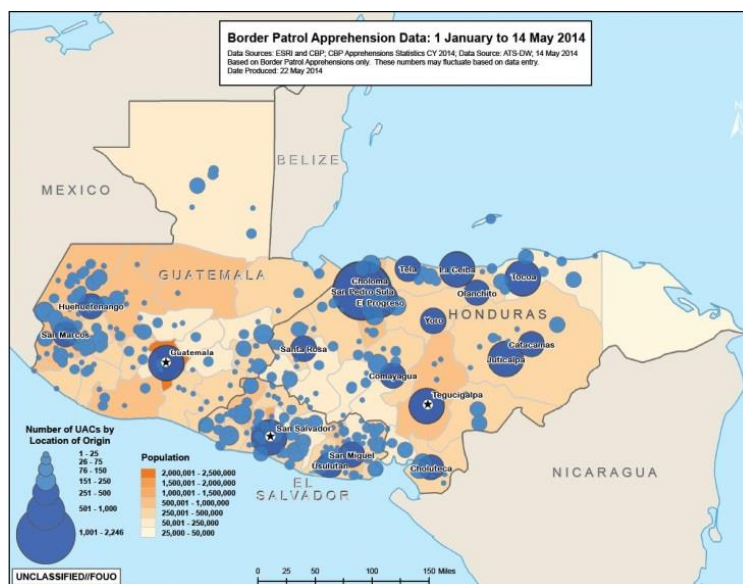 Border Patrol Apprehension Data: 1 January to 14 May 2014
Data Sources: ESRI and CBP; CBP Apprehensions Statistics CY 2014; Data Source: ATS-DW; 14 May 2014
Based on Border Patrol Apprehensions only. These numbers may fluctuate based on data entry.
Date Produced: 22 May 2014
BELIZE
MEXICO
GUATEMALA
Huehuetenango
San Marcos
Guatemala
Choloma
San Pedro Sula
El Progreso
Tela
La Ceiba
Tocoa
Olanchito
Yoro
HONDURAS
Santa Rosa
Catacamas
Juticalpa
Comayagua
Tegucigalpa
San Salvador
San Miguel
Usulutan
Choluteca
EL
SALVADOR
NICARAGUA
Number of UACs by
Location of Origin
1 - 25
26 - 75
76 - 150
151 - 250
251 - 500
501 - 1,000
1,001 - 2,246
Population
2,000,001 - 2,500,000
1,500,001 - 2,000,000
1,000,001 - 1,500,000
500,001 - 1,000,000
250,001 - 500,000
50,001 - 250,000
25,000 - 50,000
0 25 50 100 150 Miles
UNCLASSIFIED//FOUO